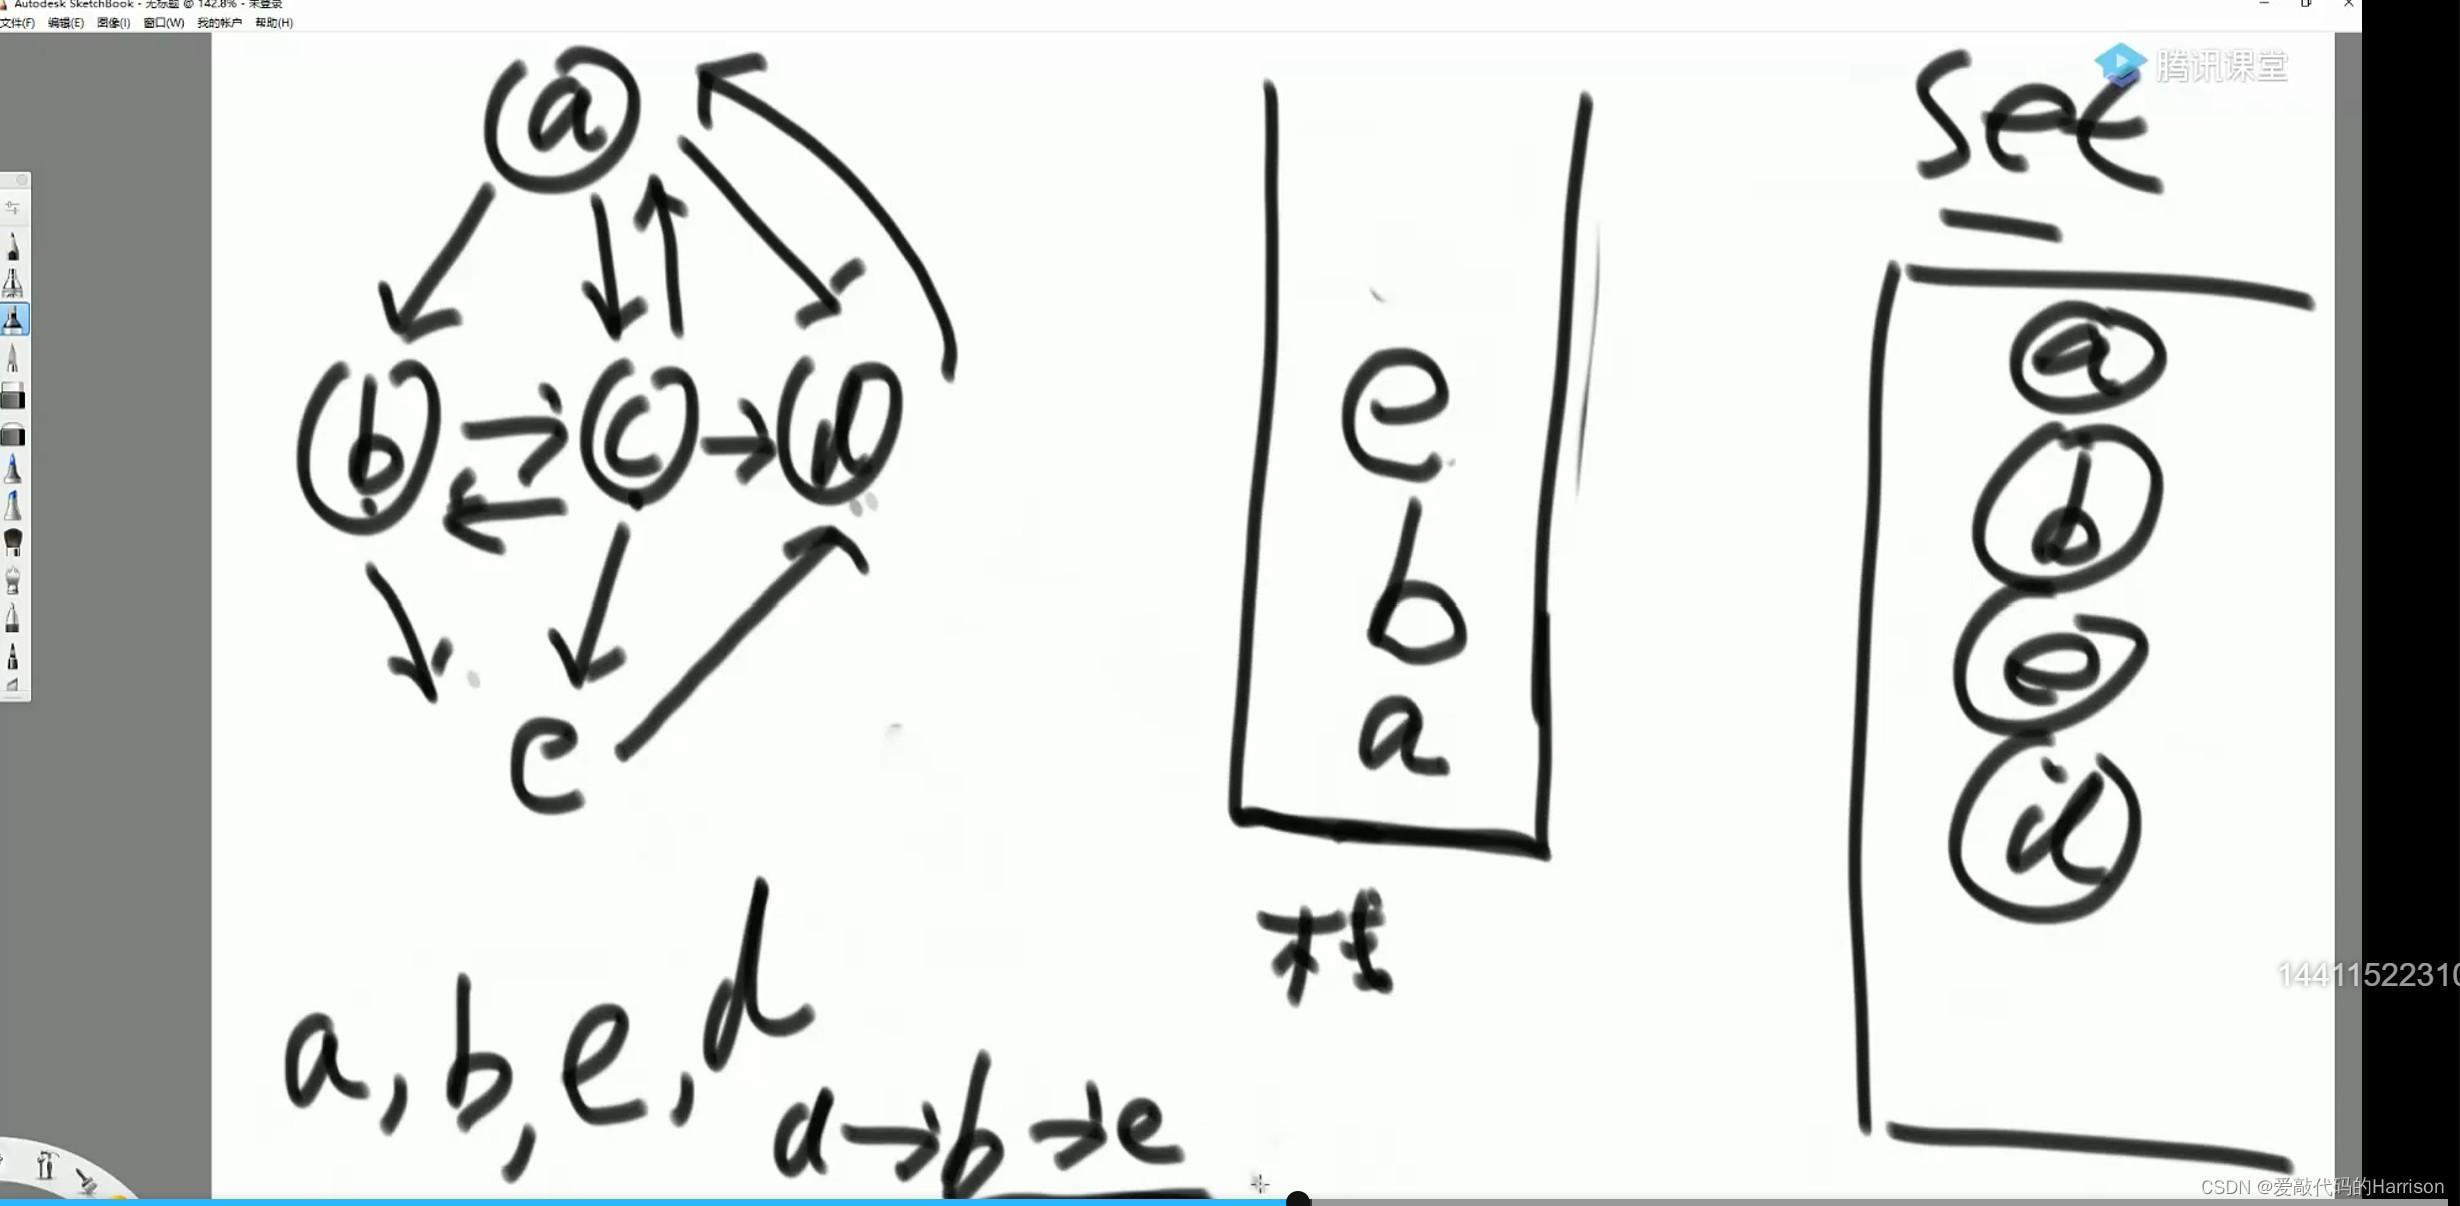 Autodesk SketchBook - 无标题 @ 142.8% - 未登录
文件(F) 编辑(E) 图像(I) 窗口(W) 我的帐户 帮助(H)
腾讯课堂
set
a
a
b
c
d
e
b
e
e
b
a
d
栈
a, b, e, d
a→b→e
14411522310
CSDN @爱敲代码的Harrison